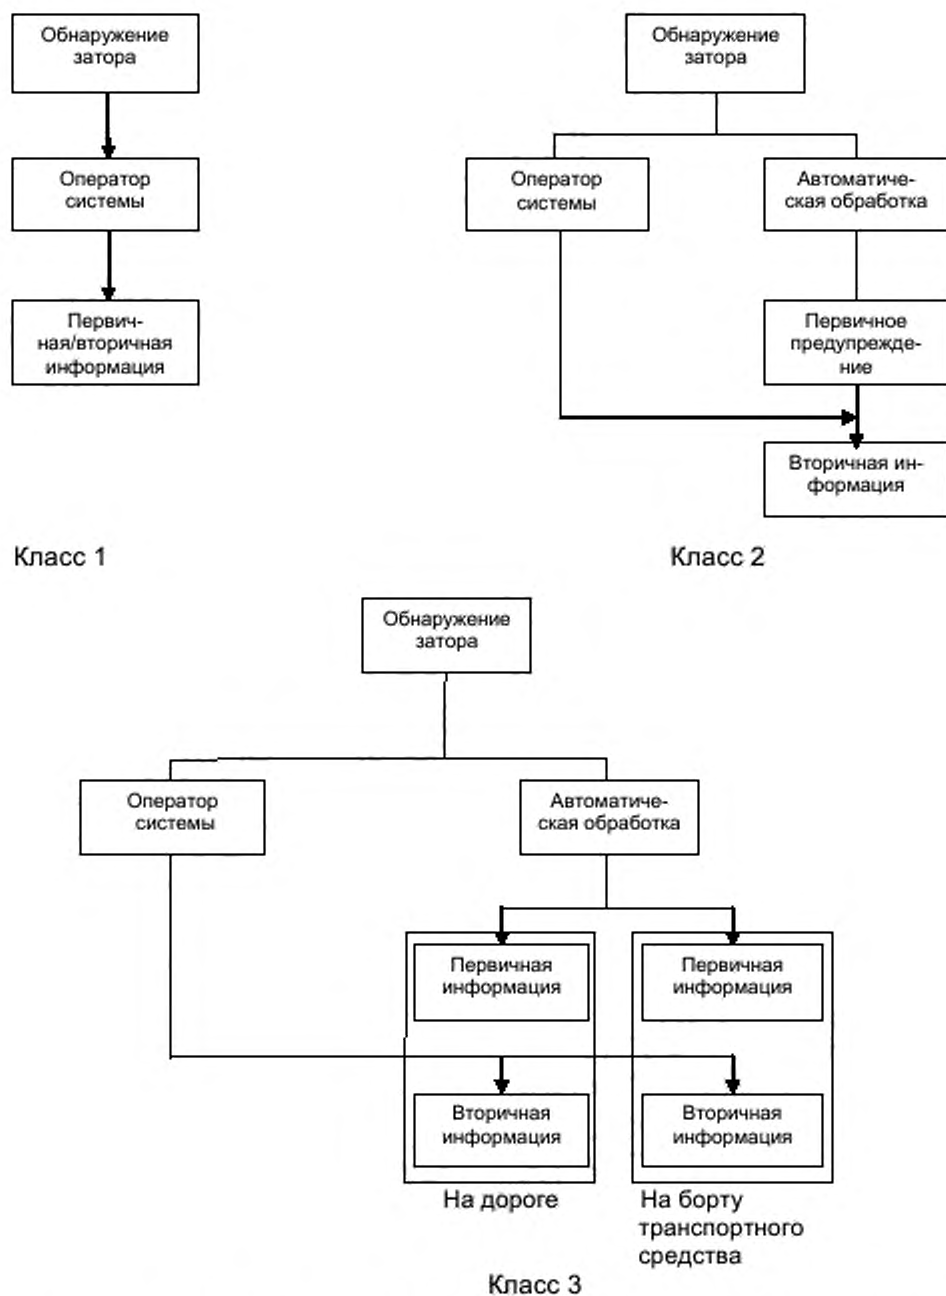 Обнаружение
затора
Оператор
системы
Первич-
ная/вторичная
информация
Класс 1
Обнаружение
затора
Оператор
системы
Автоматиче-
ская обработка
Первичное
предупрежде-
ние
Вторичная ин-
формация
Класс 2
Обнаружение
затора
Оператор
системы
Автоматиче-
ская обработка
Первичная
информация
Первичная
информация
Вторичная
информация
Вторичная
информация
На дороге
На борту
транспортного
средства
Класс 3